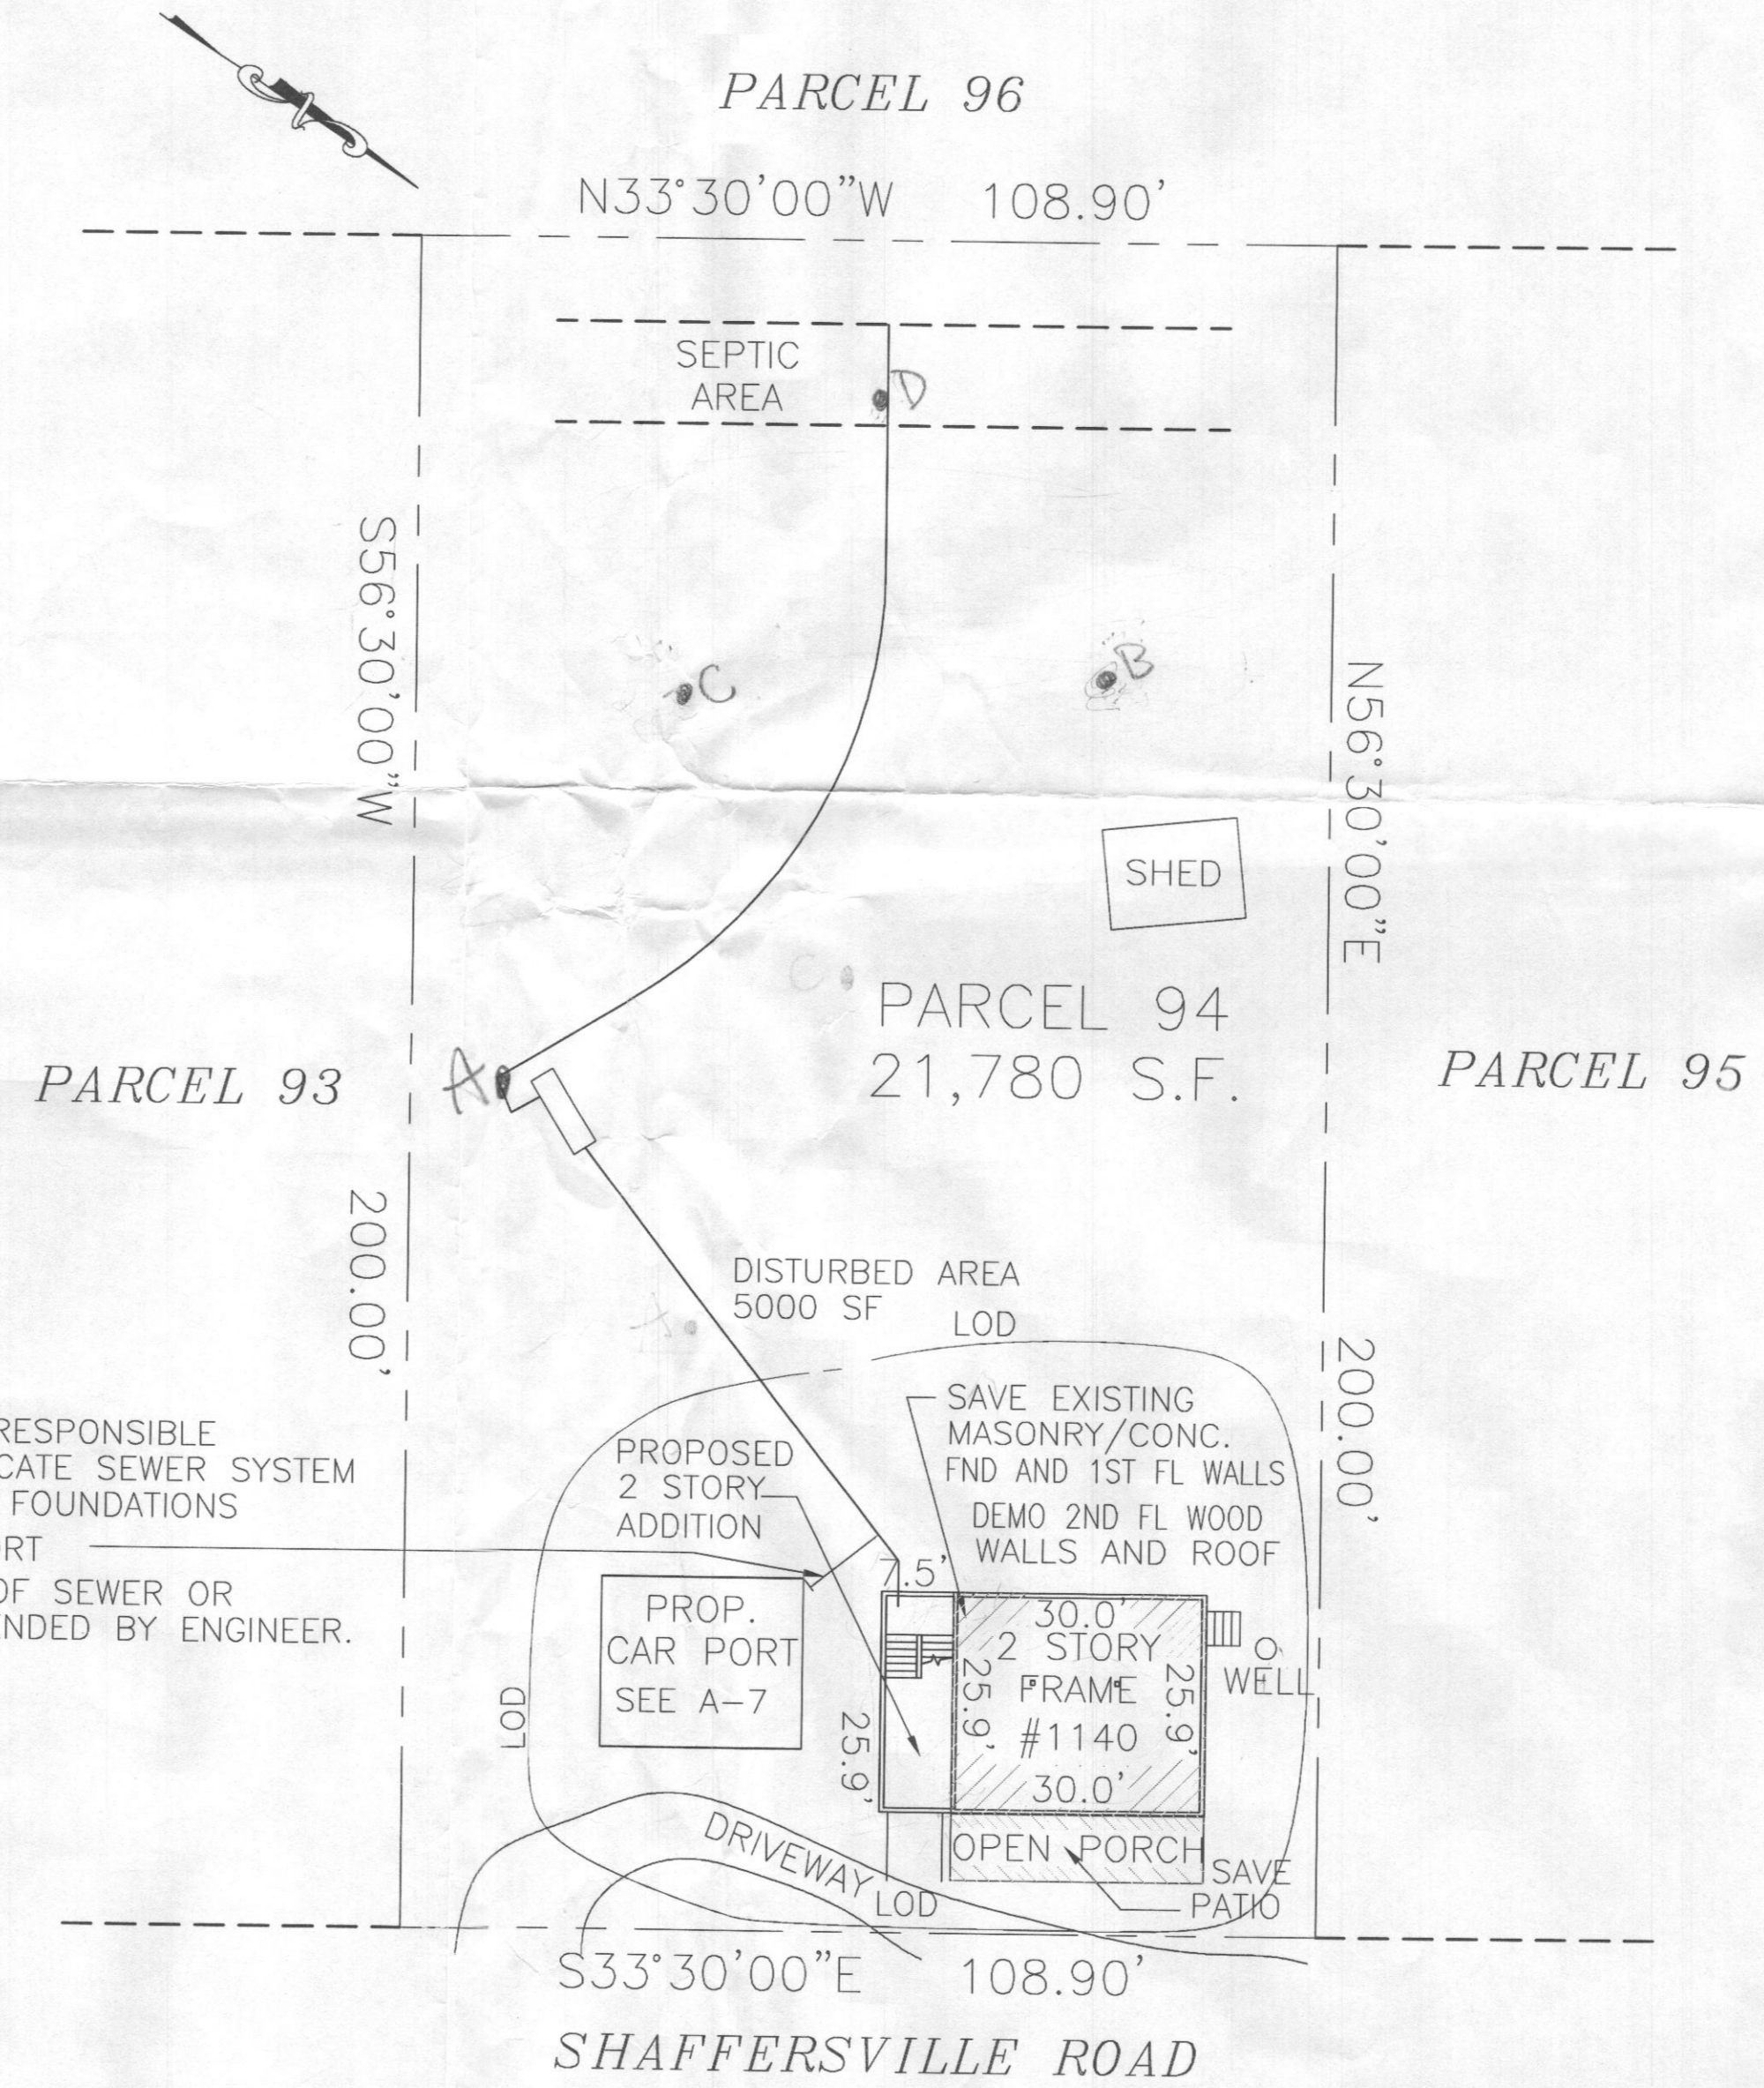 PARCEL 96
N33°30'00"W 108.90'
SEPTIC
AREA
D
S56°30'00"W
C
B
N56°30'00"E
SHED
C
PARCEL 94
21,780 S.F.
PARCEL 93
A
PARCEL 95
200.00'
DISTURBED AREA
5000 SF
LOD
A
200.00'
RESPONSIBLE
CATE SEWER SYSTEM
FOUNDATIONS
ORT
OF SEWER OR
ENDED BY ENGINEER.
PROPOSED
2 STORY
ADDITION
SAVE EXISTING
MASONRY/CONC.
FND AND 1ST FL WALLS
DEMO 2ND FL WOOD
WALLS AND ROOF
7.5'
PROP.
CAR PORT
SEE A-7
30.0'
2 STORY
FRAME
#1140
30.0'
25.9'
25.9'
25.9'
WELL
LOD
DRIVEWAY
OPEN PORCH
SAVE
PATIO
LOD
S33°30'00"E 108.90'
SHAFFERSVILLE ROAD